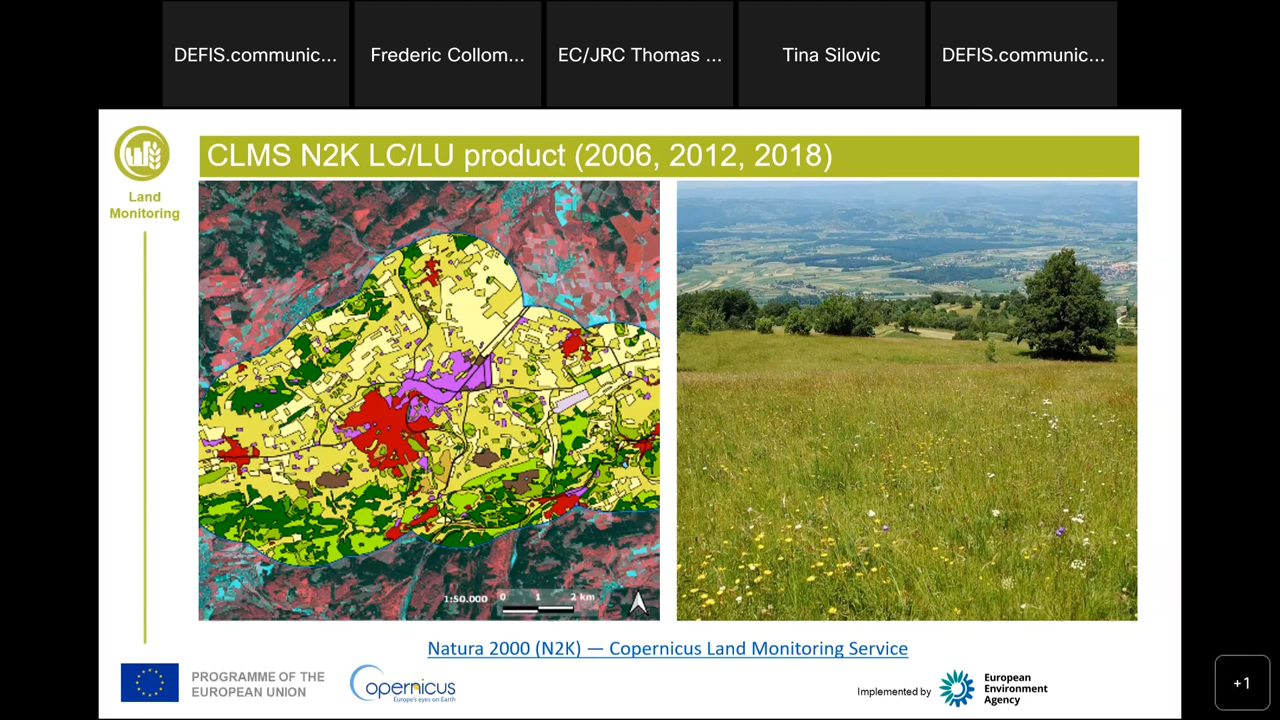 DEFIS.communic...
Frederic Collom...
EC/JRC Thomas ...
Tina Silovic
DEFIS.communic...
CLMS N2K LC/LU product (2006, 2012, 2018)
Land
Monitoring
1:50.000 0 1 2 km
Natura 2000 (N2K) — Copernicus Land Monitoring Service
PROGRAMME OF THE
EUROPEAN UNION
opernicus
Europe's eyes on Earth
Implemented by
European
Environment
Agency
+1